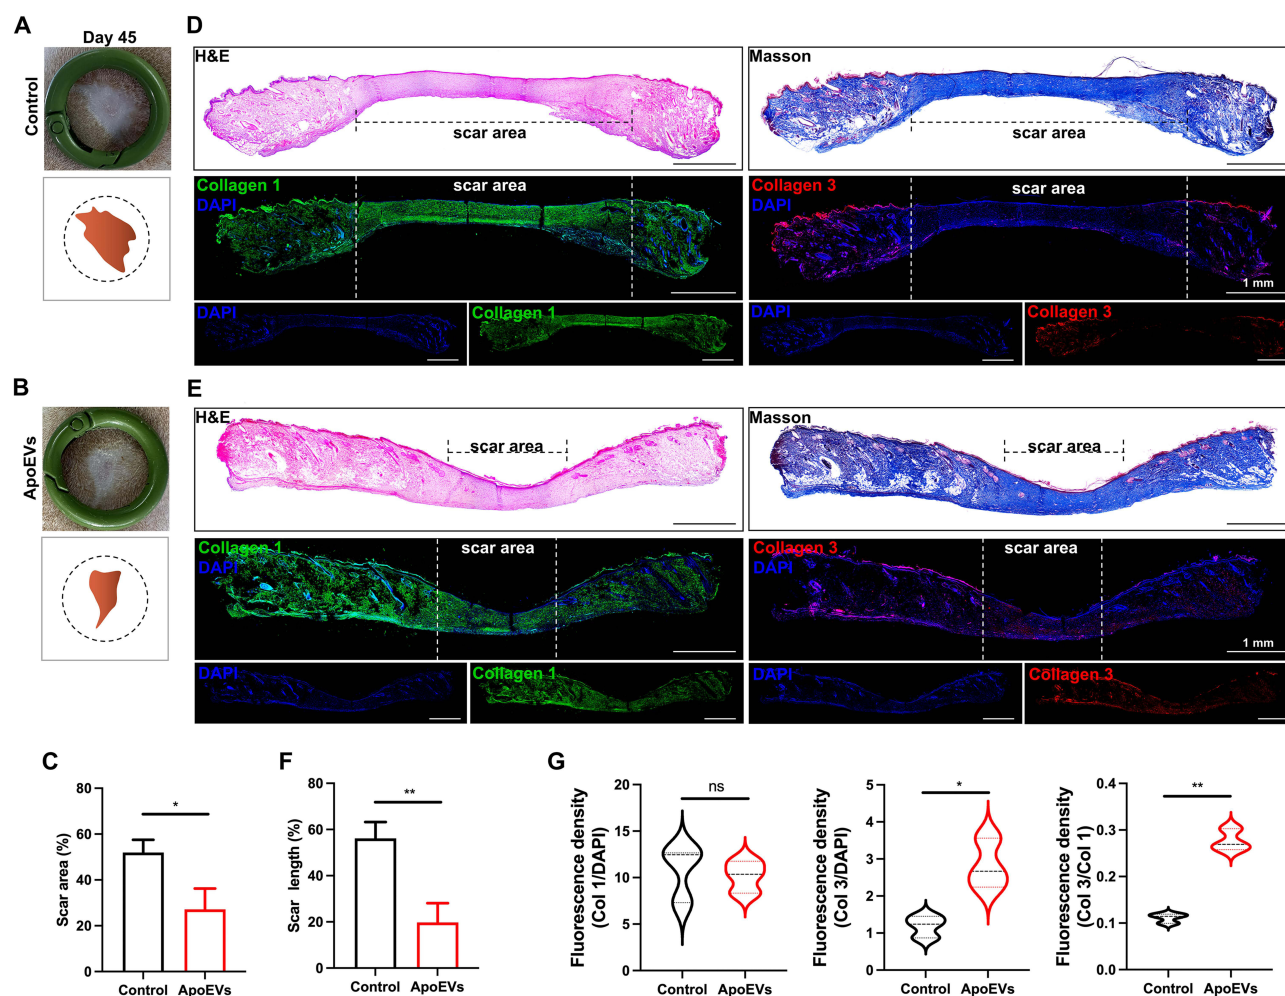 A
Day 45
Control
D
H&E
scar area
Masson
scar area
Collagen 1
DAPI
scar area
Collagen 3
DAPI
scar area
1 mm
DAPI
Collagen 1
DAPI
Collagen 3
B
ApoEVs
E
H&E
scar area
Masson
scar area
Collagen 1
DAPI
scar area
Collagen 3
DAPI
scar area
1 mm
DAPI
Collagen 1
DAPI
Collagen 3
C
Scar area (%)
80
60
40
20
0
*
Control
ApoEVs
F
Scar length (%)
80
60
40
20
0
**
Control
ApoEVs
G
Fluorescence density
(Col 1/DAPI)
20
15
10
5
0
ns
Control
ApoEVs
Fluorescence density
(Col 3/DAPI)
5
4
3
2
1
0
*
Control
ApoEVs
Fluorescence density
(Col 3/Col 1)
0.4
0.3
0.2
0.1
0.0
**
Control
ApoEVs